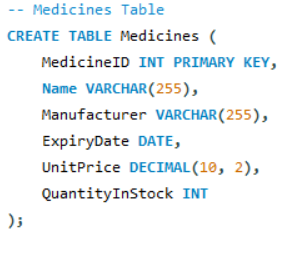 -- Medicines Table
CREATE TABLE Medicines (
    MedicineID INT PRIMARY KEY,
    Name VARCHAR(255),
    Manufacturer VARCHAR(255),
    ExpiryDate DATE,
    UnitPrice DECIMAL(10, 2),
    QuantityInStock INT
);